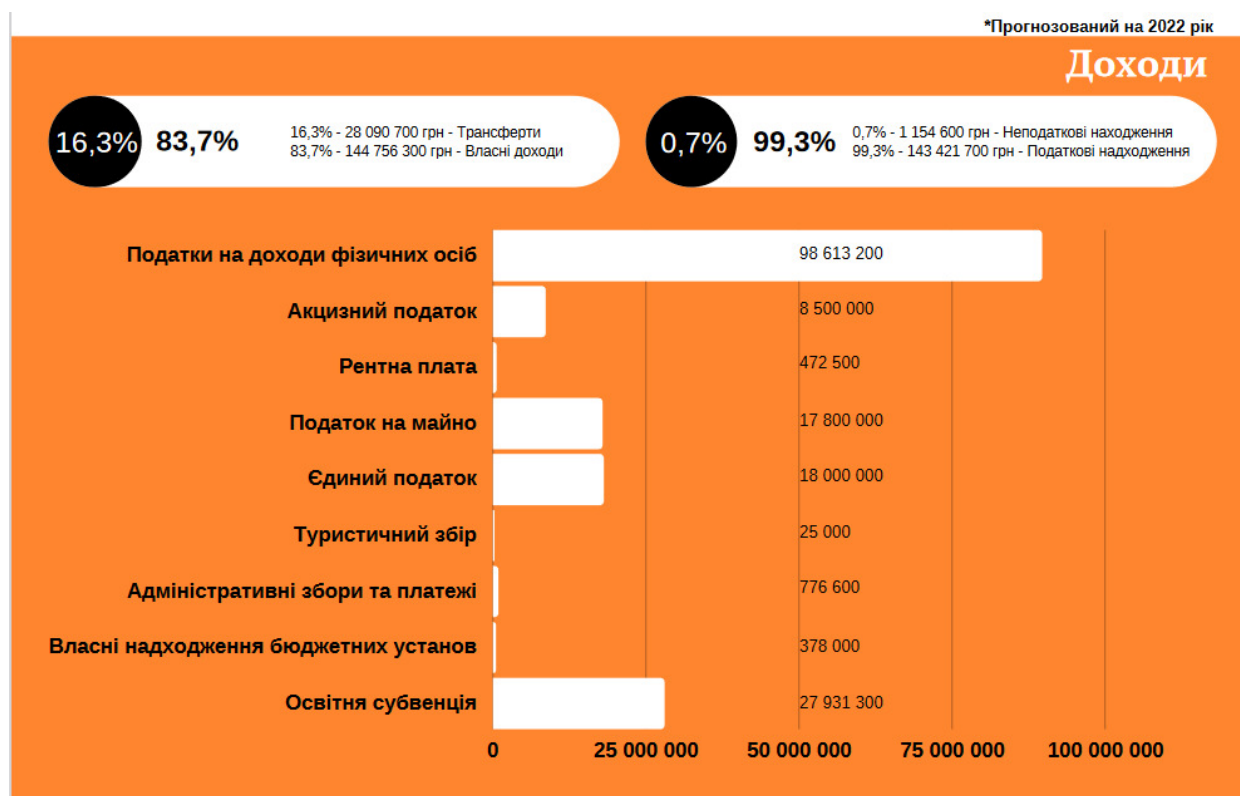 *Прогнозований на 2022 рік
Доходи
16,3% 83,7%
16,3% - 28 090 700 грн - Трансферти
83,7% - 144 756 300 грн - Власні доходи
0,7% 99,3%
0,7% - 1 154 600 грн - Неподаткові находження
99,3% - 143 421 700 грн - Податкові надходження
Податки на доходи фізичних осіб 98 613 200
Акцизний податок 8 500 000
Рентна плата 472 500
Податок на майно 17 800 000
Єдиний податок 18 000 000
Туристичний збір 25 000
Адміністративні збори та платежі 776 600
Власні надходження бюджетних установ 378 000
Освітня субвенція 27 931 300
0 25 000 000 50 000 000 75 000 000 100 000 000